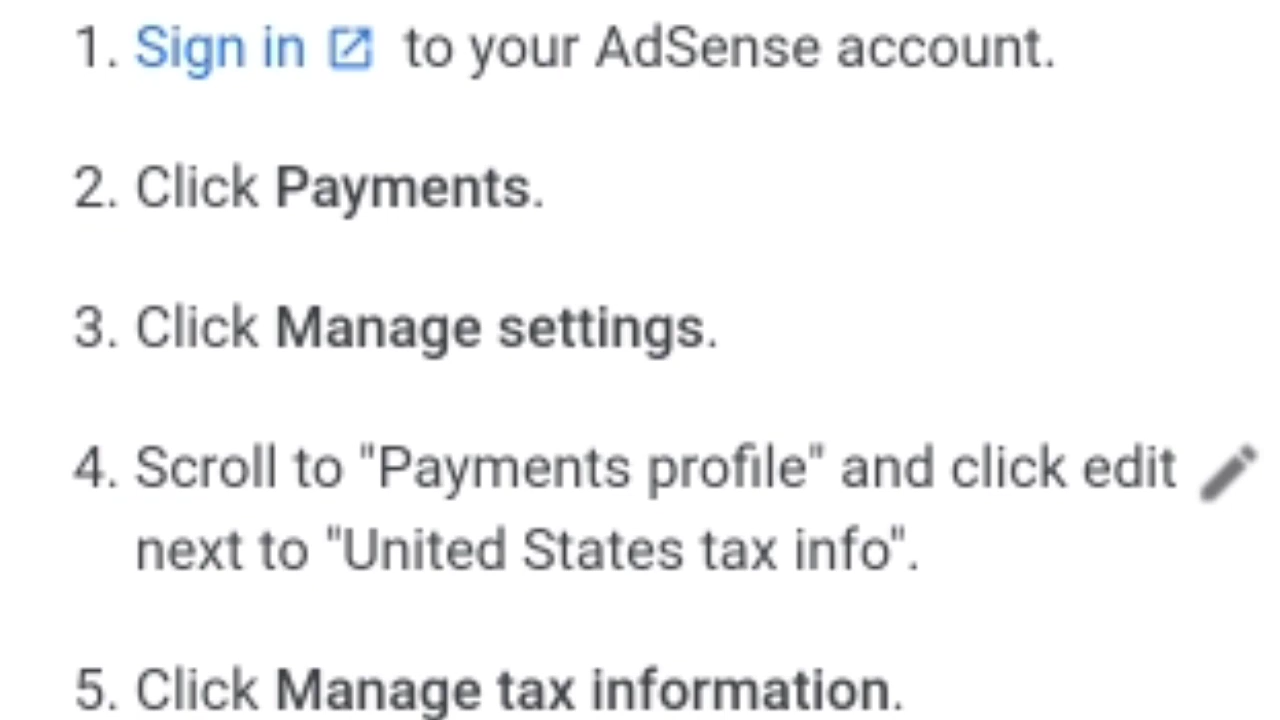 1. Sign in to your AdSense account.
2. Click Payments.
3. Click Manage settings.
4. Scroll to "Payments profile" and click edit
next to "United States tax info".
5. Click Manage tax information.